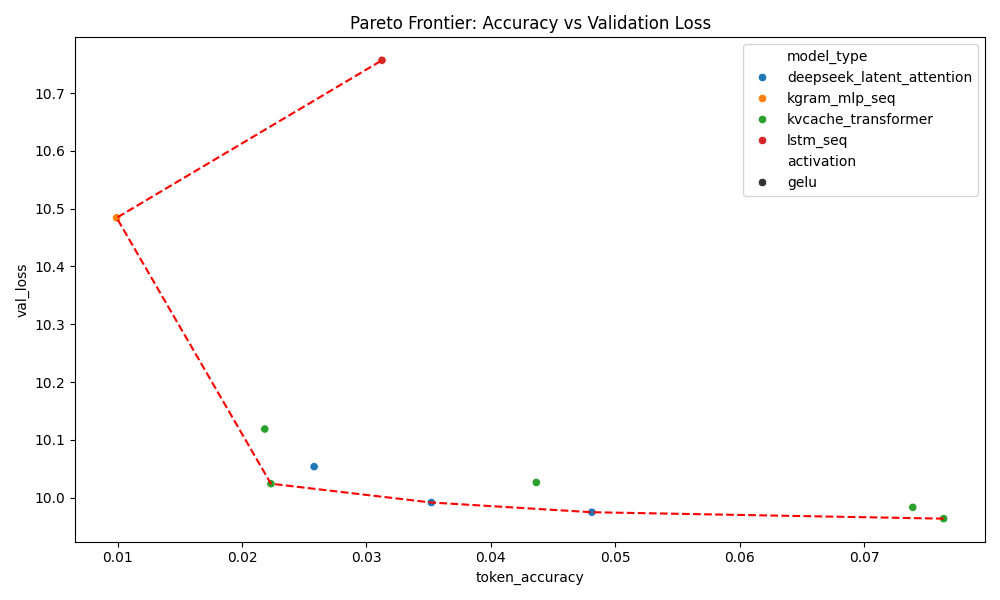 Pareto Frontier: Accuracy vs Validation Loss
model_type
deepseek_latent_attention
kgram_mlp_seq
kvcache_transformer
lstm_seq
activation
gelu
val_loss
10.7
10.6
10.5
10.4
10.3
10.2
10.1
10.0
0.01
0.02
0.03
0.04
0.05
0.06
0.07
token_accuracy